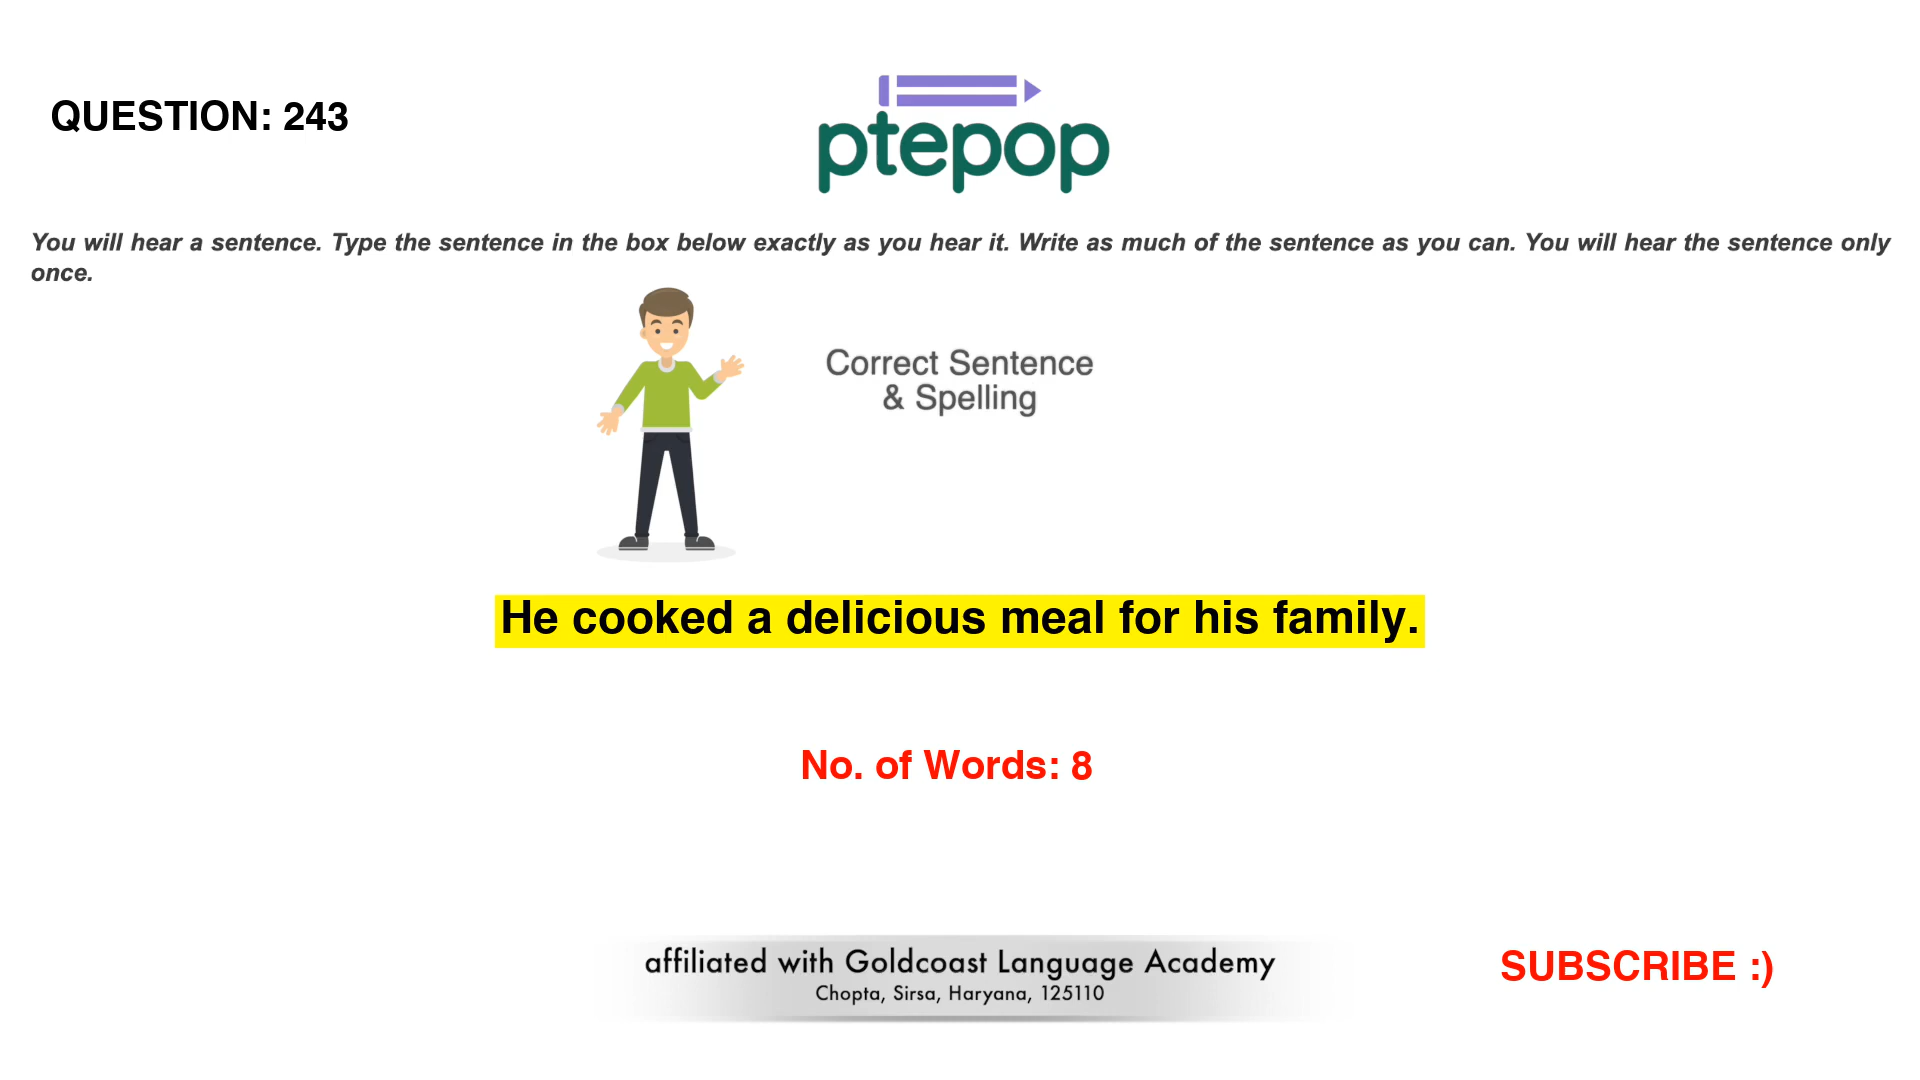 QUESTION: 243
ptepop
You will hear a sentence. Type the sentence in the box below exactly as you hear it. Write as much of the sentence as you can. You will hear the sentence only
once.
Correct Sentence
& Spelling
He cooked a delicious meal for his family.
No. of Words: 8
affiliated with Goldcoast Language Academy
Chopta, Sirsa, Haryana, 125110
SUBSCRIBE :)